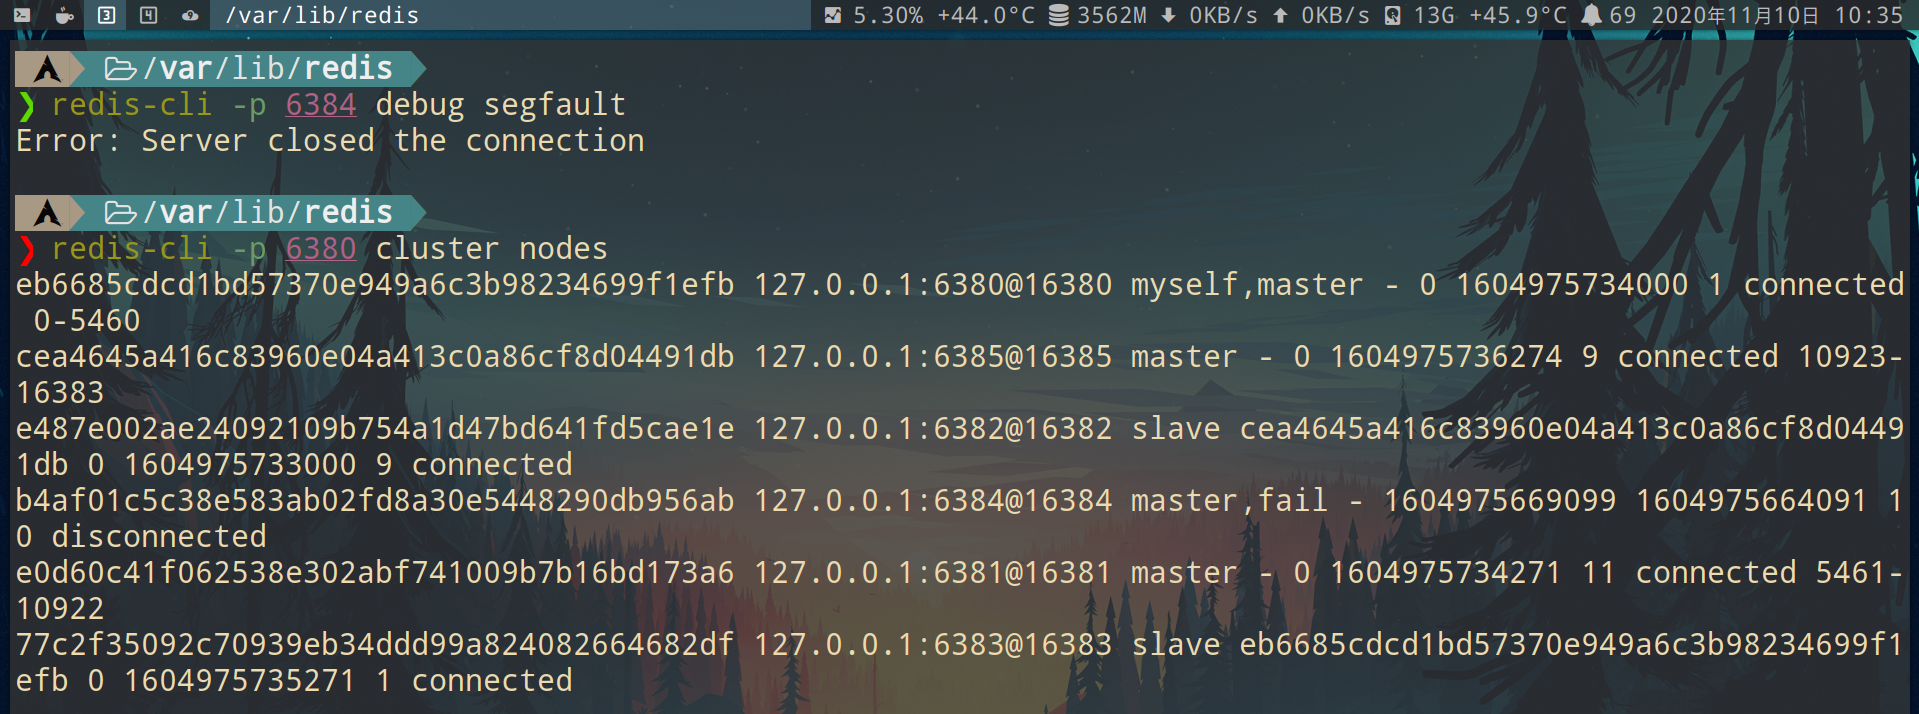 /var/lib/redis 5.30% +44.0°C 3562M 0KB/s 0KB/s 13G +45.9°C 69 2020年11月10日 10:35
/var/lib/redis
❯ redis-cli -p 6384 debug segfault
Error: Server closed the connection
/var/lib/redis
❯ redis-cli -p 6380 cluster nodes
eb6685cdcd1bd57370e949a6c3b98234699f1efb 127.0.0.1:6380@16380 myself,master - 0 1604975734000 1 connected
0-5460
cea4645a416c83960e04a413c0a86cf8d04491db 127.0.0.1:6385@16385 master - 0 1604975736274 9 connected 10923-
16383
e487e002ae24092109b754a1d47bd641fd5cae1e 127.0.0.1:6382@16382 slave cea4645a416c83960e04a413c0a86cf8d0449
1db 0 1604975733000 9 connected
b4af01c5c38e583ab02fd8a30e5448290db956ab 127.0.0.1:6384@16384 master,fail - 1604975669099 1604975664091 1
0 disconnected
e0d60c41f062538e302abf741009b7b16bd173a6 127.0.0.1:6381@16381 master - 0 1604975734271 11 connected 5461-
10922
77c2f35092c70939eb34ddd99a824082664682df 127.0.0.1:6383@16383 slave eb6685cdcd1bd57370e949a6c3b98234699f1
efb 0 1604975735271 1 connected